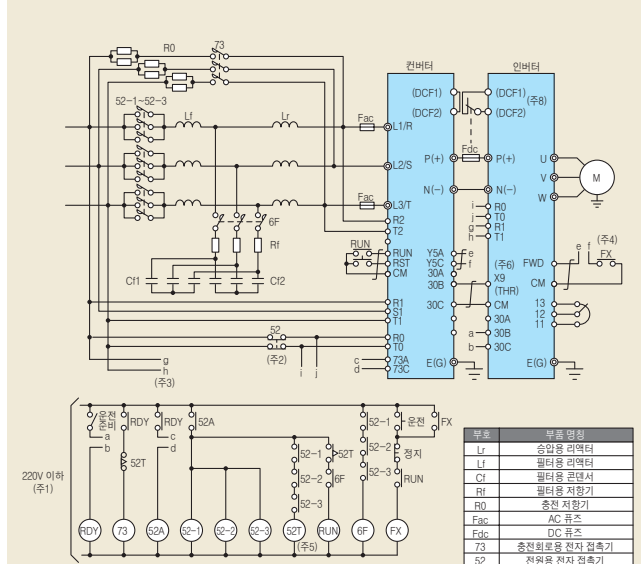 R0
73
컨버터
인버터
52-1~52-3
Lf
Lr
Fac
L1/R
(DCF1)
(DCF2)
(DCF1)
(주8)
(DCF2)
Fdc
L2/S
P(+)
P(+)
U
V
W
M
Fac
L3/T
N(-)
N(-)
R2
T2
i
j
g
h
R0
T0
R1
T1
6F
Rf
Cf1
Cf2
RUN
RUN
RST
CM
Y5A
Y5C
30A
30B
30C
e
f
(주6)
X9
(THR)
CM
30A
30B
30C
a
b
FWD
CM
e f
(주4)
FX
13
12
11
R1
S1
T1
52
(주2)
R0
T0
g
h
(주3)
i
j
c
d
73A
73C
E(G)
E(G)
220V 이하
(주1)
운전
준비
a
b
RDY
52T
RDY
c
d
52A
52-1
52-2
52-3
52T
6F
52-1
52-2
52-3
운전
정지
RUN
FX
RDY
73
52A
52-1
52-2
52-3
52T
(주5)
RUN
6F
FX
부호 부품 명칭
Lr 승압용 리액터
Lf 필터용 리액터
Cf 필터용 콘덴서
Rf 필터용 저항기
R0 충전 저항기
Fac AC 퓨즈
Fdc DC 퓨즈
73 충전회로용 전자 접촉기
52 전원용 전자 접촉기